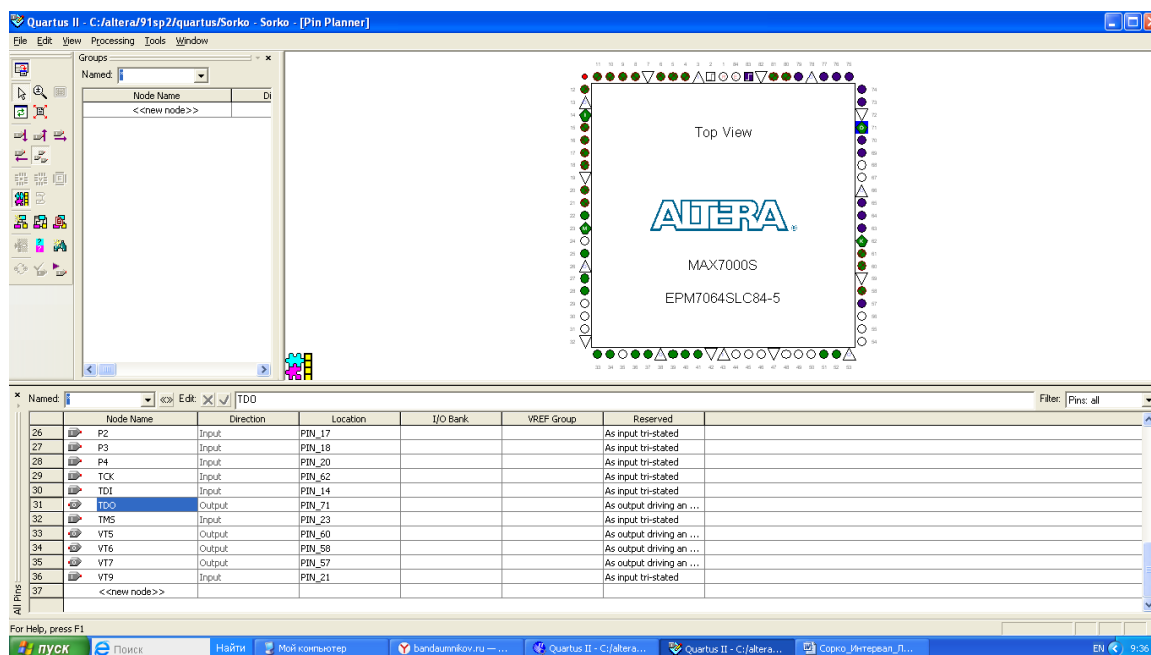 Quartus II - C:/altera/91sp2/quartus/Sorko - Sorko - [Pin Planner]
File Edit View Processing Tools Window
Groups
Named: *
Node Name Di
<<new node>>
Top View
ALTERA ®
MAX7000S
EPM7064SLC84-5
Named: * Edit: TDO Filter: Pins: all
Node Name Direction Location I/O Bank VREF Group Reserved
26 P2 Input PIN_17 As input tri-stated
27 P3 Input PIN_18 As input tri-stated
28 P4 Input PIN_20 As input tri-stated
29 TCK Input PIN_62 As input tri-stated
30 TDI Input PIN_14 As input tri-stated
31 TDO Output PIN_71 As output driving an ...
32 TMS Input PIN_23 As input tri-stated
33 VT5 Output PIN_60 As output driving an ...
34 VT6 Output PIN_58 As output driving an ...
35 VT7 Output PIN_57 As output driving an ...
36 VT9 Input PIN_21 As input tri-stated
37 <<new node>>
All Pins
For Help, press F1
пуск Поиск Найти Мой компьютер bandaumnikov.ru — ... Quartus II - C:/altera... Quartus II - C:/altera... Сорко_Интервал_П... EN 9:36